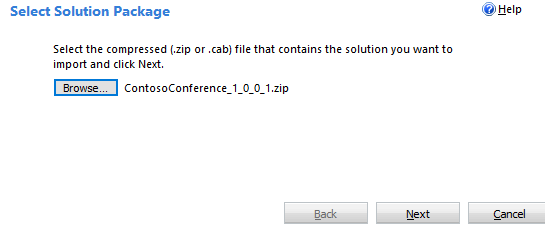 Select Solution Package
Help
Select the compressed (.zip or .cab) file that contains the solution you want to
import and click Next.
Browse... ContosoConference_1_0_0_1.zip
Back Next Cancel